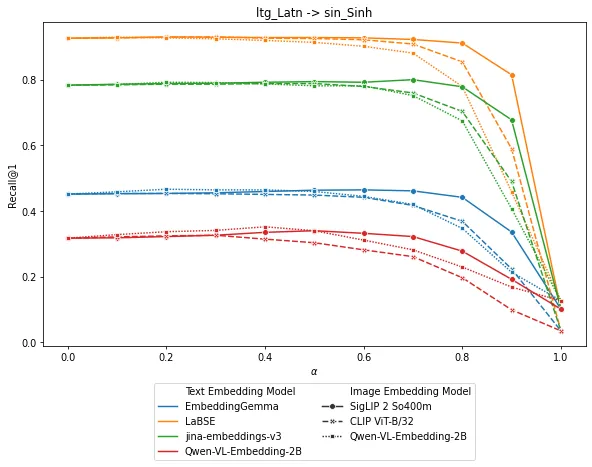 ltg_Latn -> sin_Sinh
Recall@1
0.8
0.6
0.4
0.2
0.0
0.0 0.2 0.4 0.6 0.8 1.0
α
Text Embedding Model Image Embedding Model
EmbeddingGemma SigLIP 2 So400m
LaBSE CLIP ViT-B/32
jina-embeddings-v3 Qwen-VL-Embedding-2B
Qwen-VL-Embedding-2B